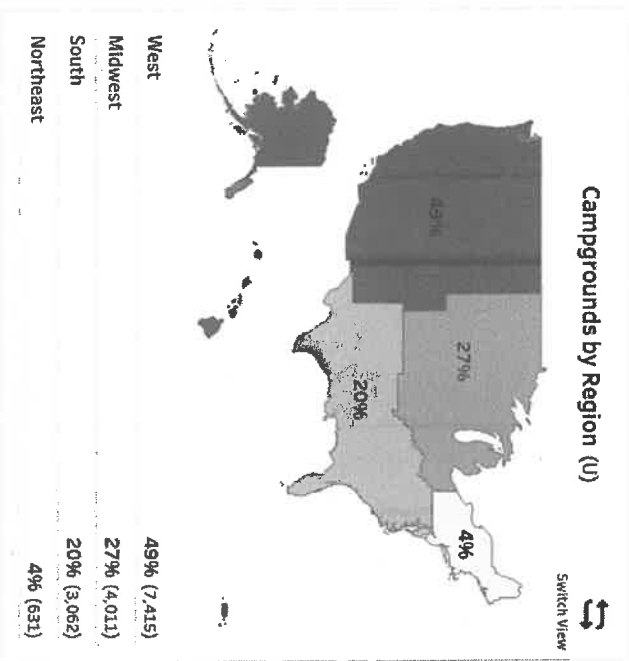 Campgrounds by Region (U)
Switch View
49%
27%
20%
4%
West 49% (7,415)
Midwest 27% (4,011)
South 20% (3,062)
Northeast 4% (631)